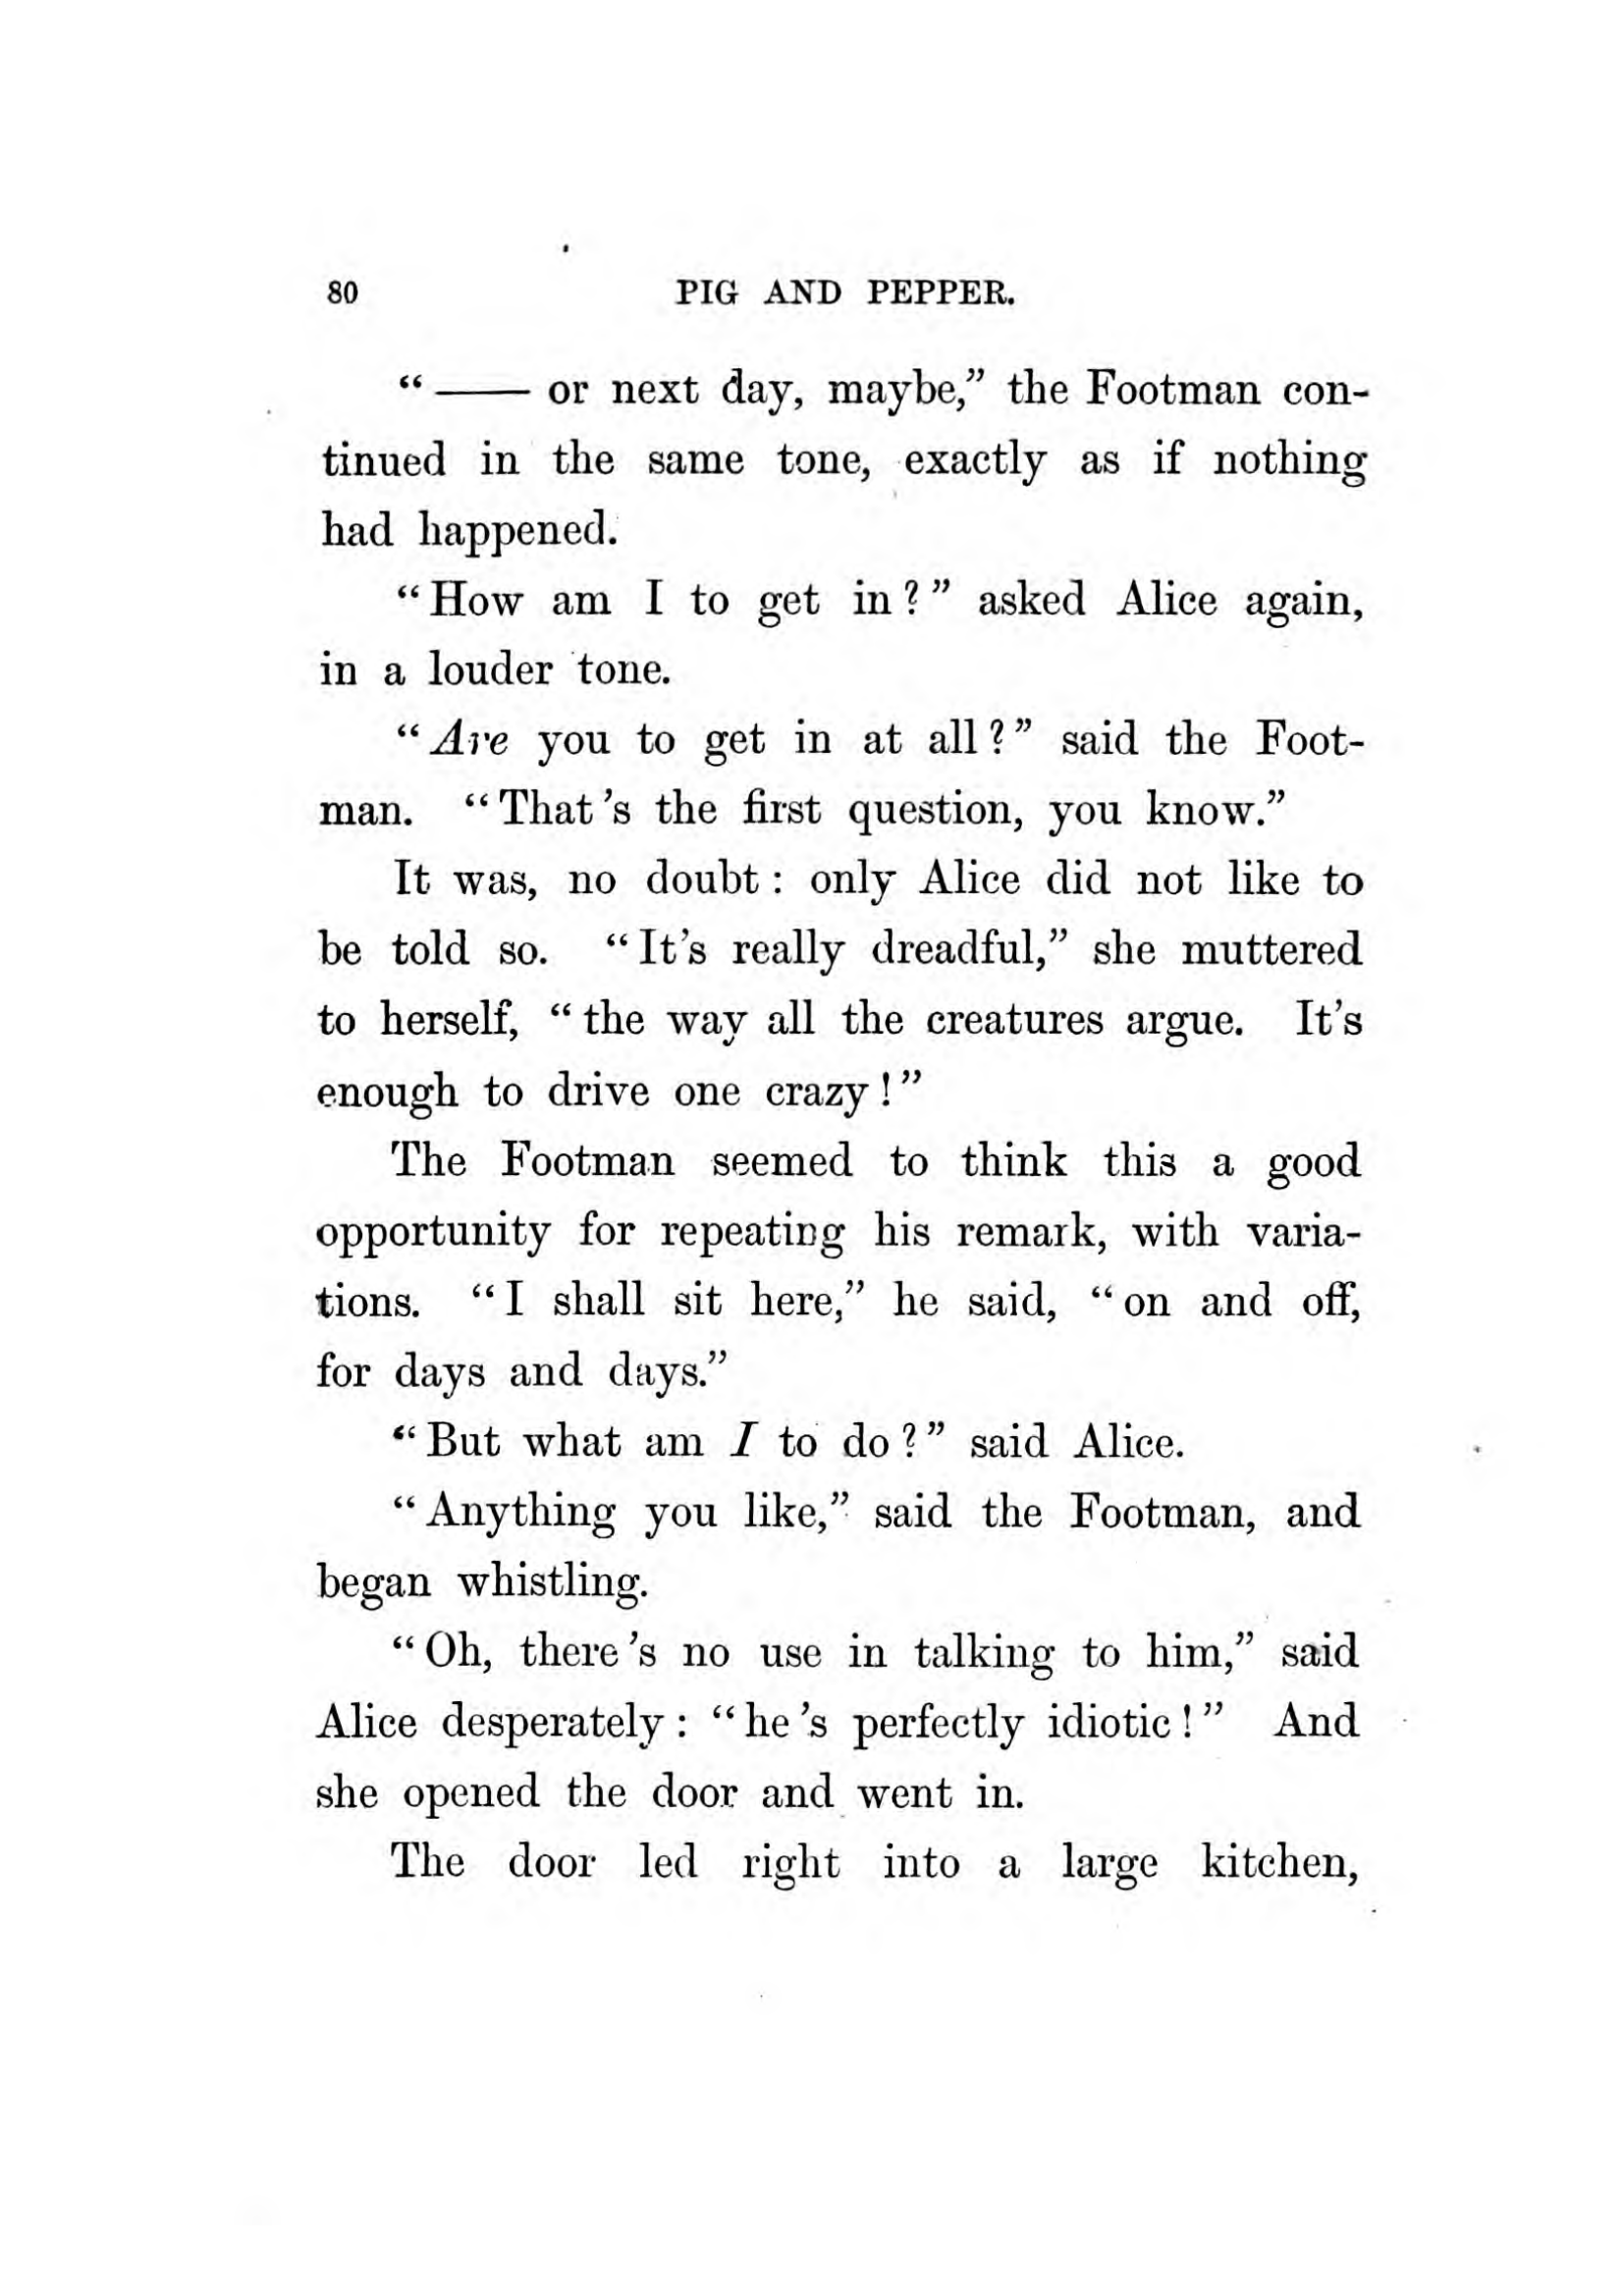 80 PIG AND PEPPER.
“—— or next day, maybe,” the Footman con-
tinued in the same tone, exactly as if nothing
had happened.
“How am I to get in?” asked Alice again,
in a louder tone.
“Are you to get in at all?” said the Foot-
man. “That’s the first question, you know.”
It was, no doubt: only Alice did not like to
be told so. “It’s really dreadful,” she muttered
to herself, “the way all the creatures argue. It’s
enough to drive one crazy!”
The Footman seemed to think this a good
opportunity for repeating his remark, with varia-
tions. “I shall sit here,” he said, “on and off,
for days and days.”
“But what am I to do?” said Alice.
“Anything you like,” said the Footman, and
began whistling.
“Oh, there’s no use in talking to him,” said
Alice desperately: “he’s perfectly idiotic!” And
she opened the door and went in.
The door led right into a large kitchen,